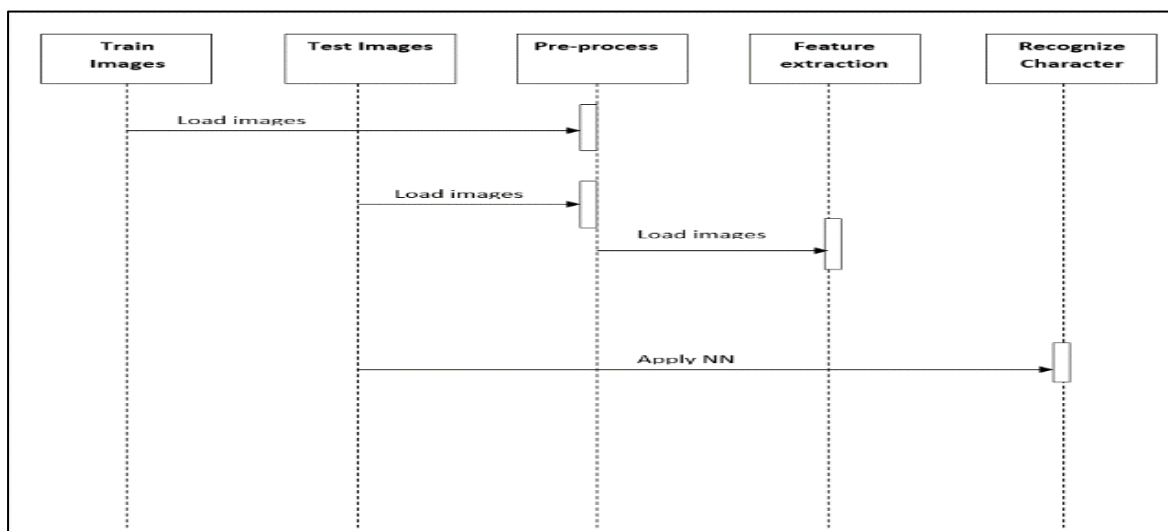 Train
Images
Test Images
Pre-process
Feature
extraction
Recognize
Character
Load images
Load images
Load images
Apply NN